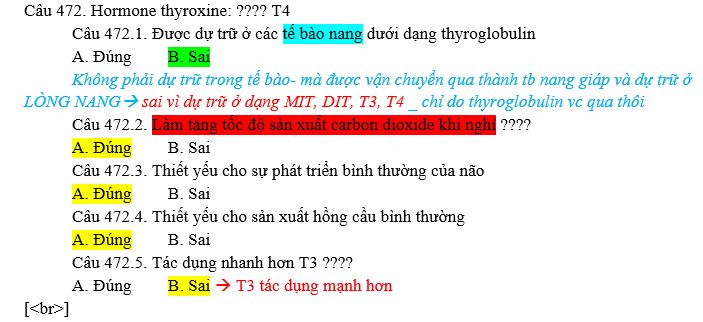 Câu 472. Hormone thyroxine: ???? T4
Câu 472.1. Được dự trữ ở các tế bào nang dưới dạng thyroglobulin
A. Đúng B. Sai
Không phải dự trữ trong tế bào- mà được vận chuyển qua thành tb nang giáp và dự trữ ở
LÒNG NANG → sai vì dự trữ ở dạng MIT, DIT, T3, T4 _ chỉ do thyroglobulin vc qua thôi
Câu 472.2. Làm tăng tốc độ sản xuất carbon dioxide khi nghỉ ????
A. Đúng B. Sai
Câu 472.3. Thiết yếu cho sự phát triển bình thường của não
A. Đúng B. Sai
Câu 472.4. Thiết yếu cho sản xuất hồng cầu bình thường
A. Đúng B. Sai
Câu 472.5. Tác dụng nhanh hơn T3 ????
A. Đúng B. Sai → T3 tác dụng mạnh hơn
[<br>]